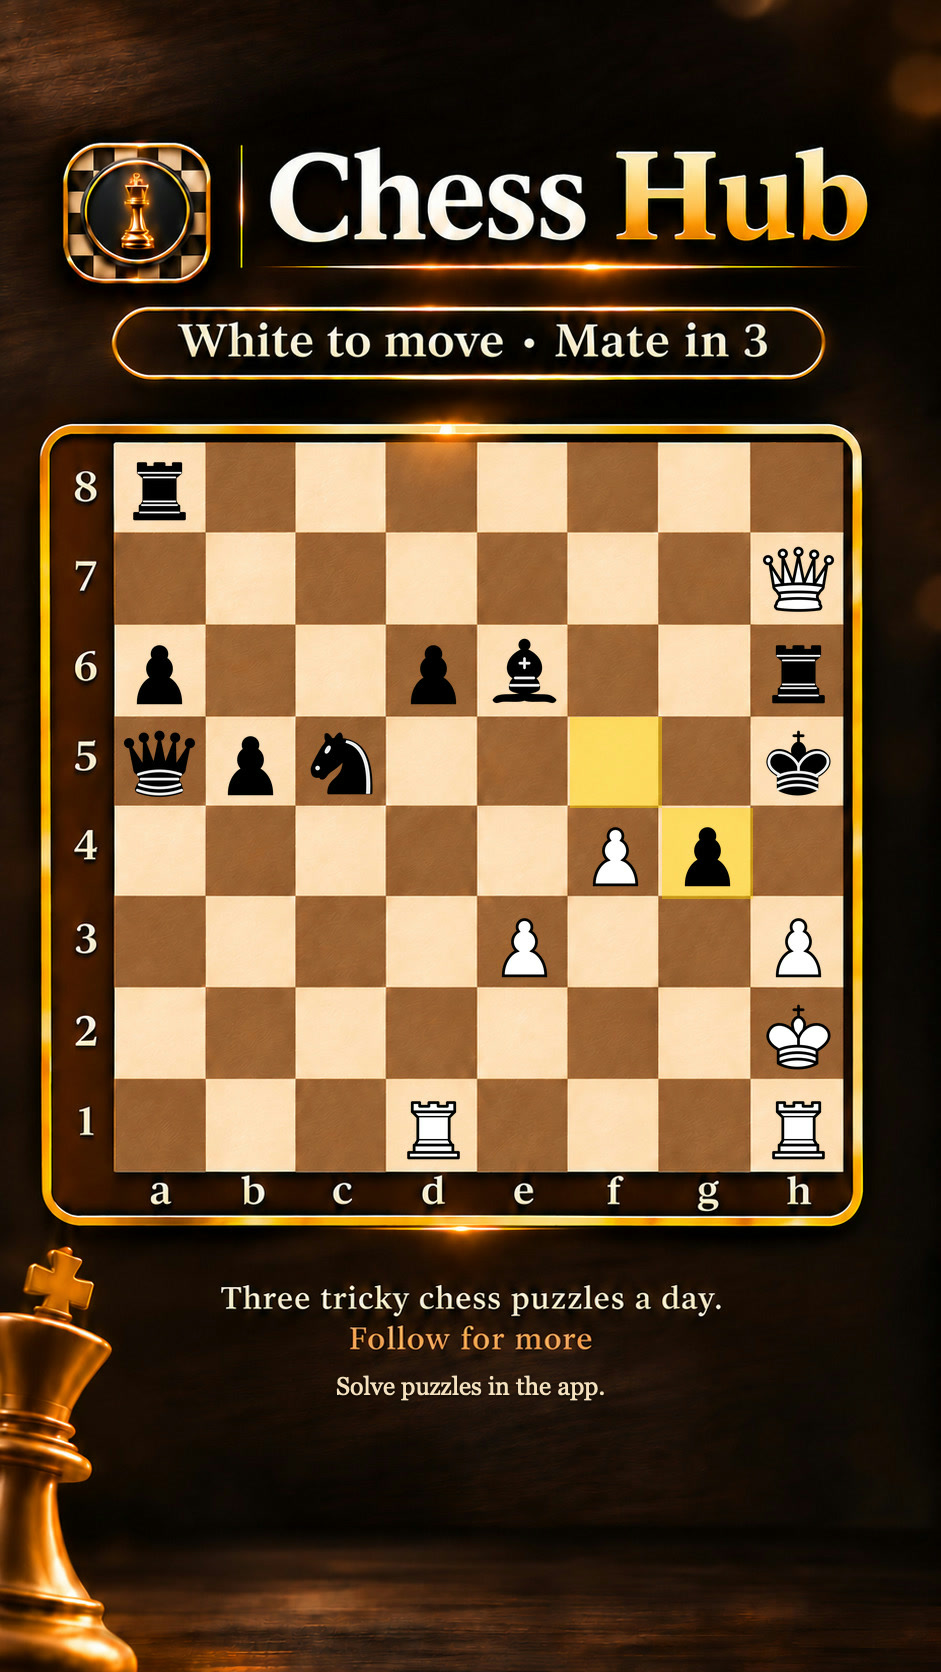 Chess Hub
White to move • Mate in 3
8
7
6
5
4
3
2
1
a b c d e f g h
Three tricky chess puzzles a day.
Follow for more
Solve puzzles in the app.